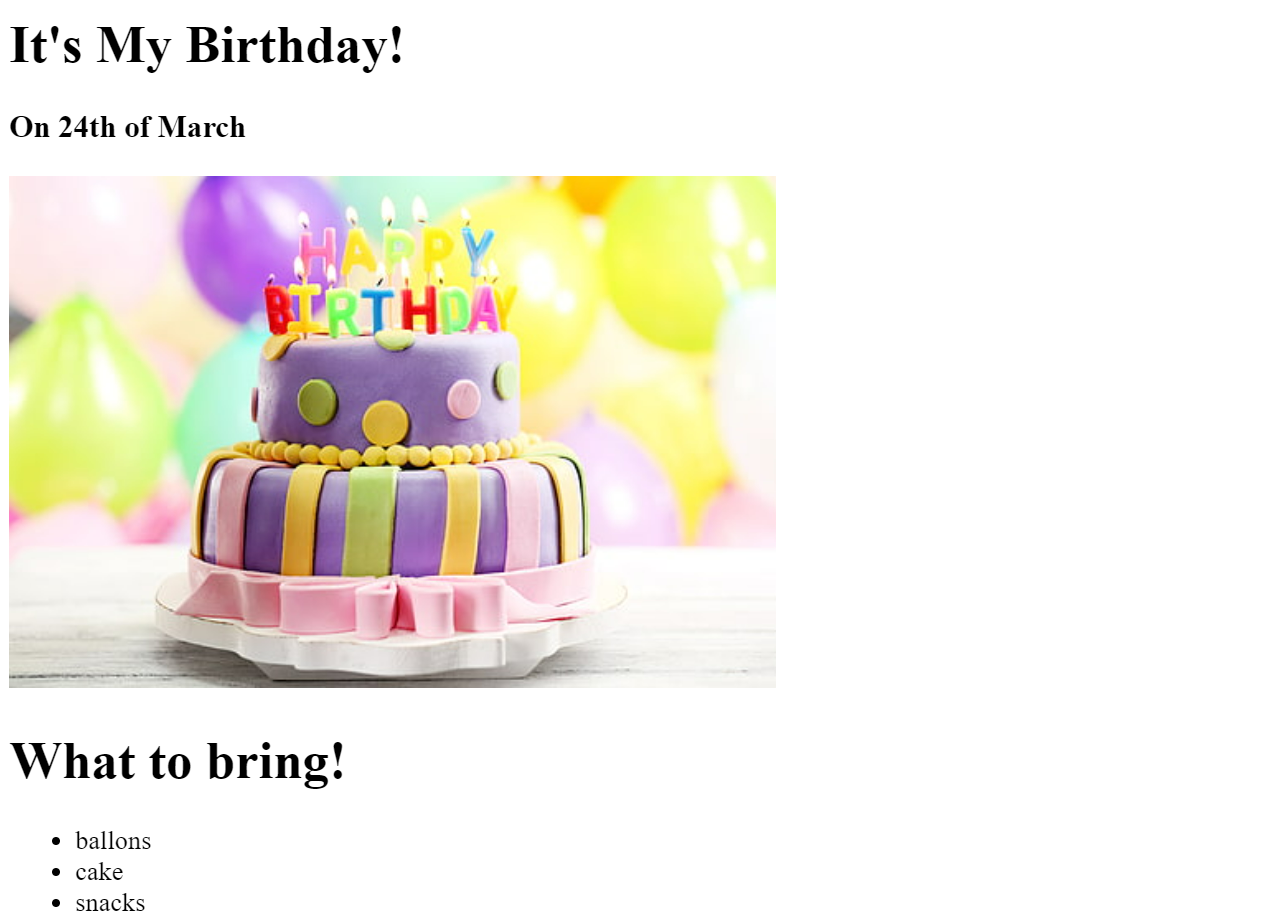 It's My Birthday!
On 24th of March
HAPPY
BIRTHDAY
What to bring!
ballons
cake
snacks